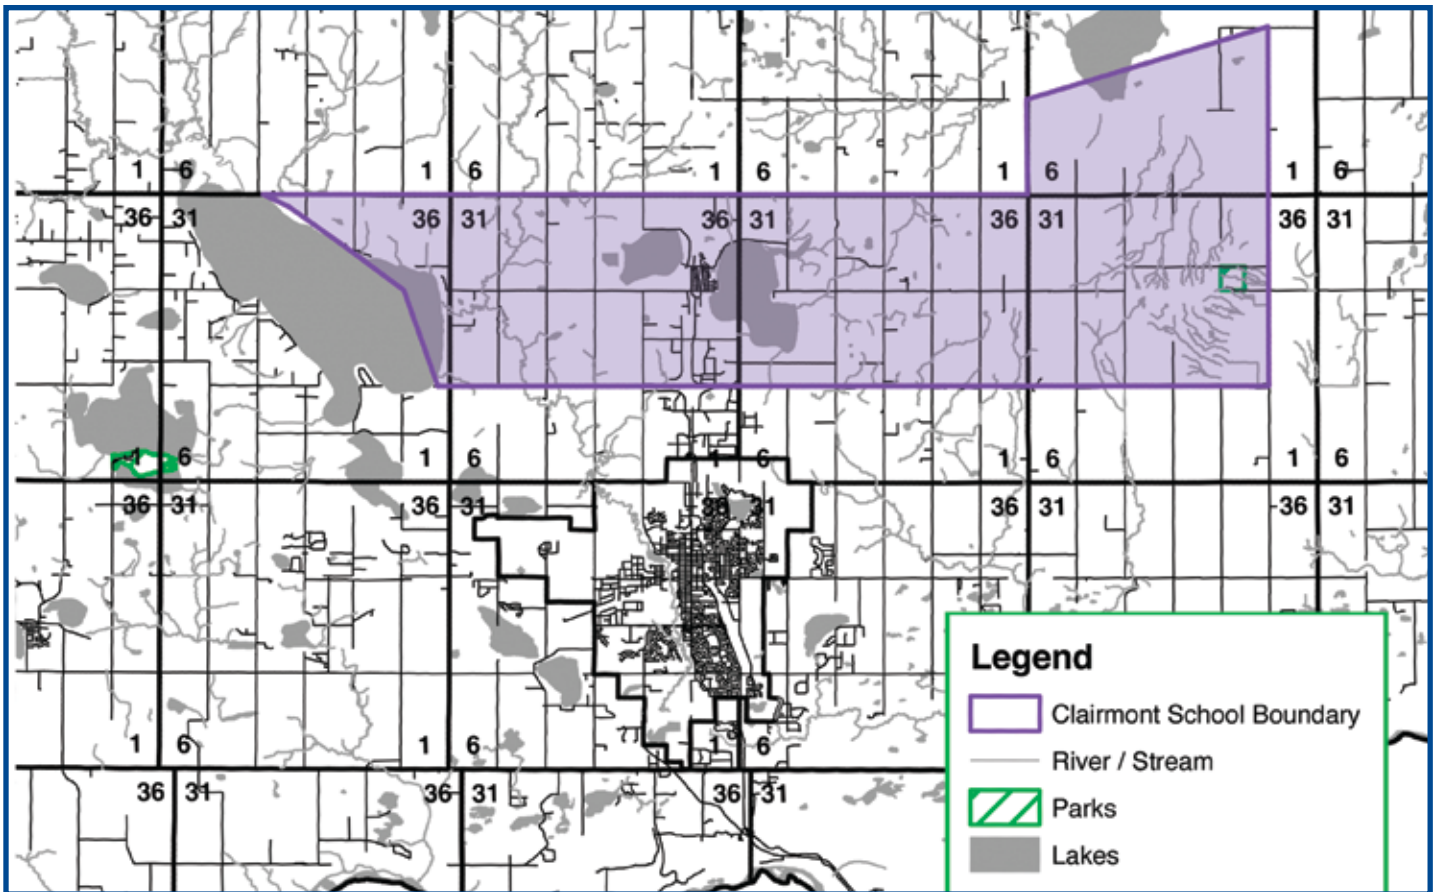 1 6 1 6 1 6 1 6 1 6
36 31 36 31 36 31 36 31 36 31
1 6 1 6 1 6 1 6 1 6
36 31 36 31 36 31 36 31 36 31
1 6 1 6 6
36 31 36 31 36 31
Legend
Clairmont School Boundary
River / Stream
Parks
Lakes